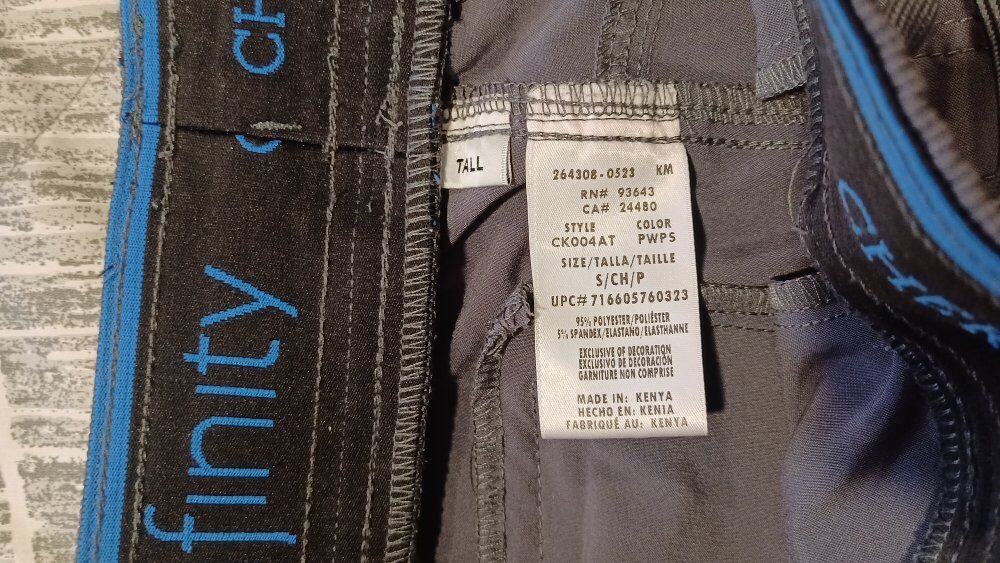 CH
finity
TALL
264308-0523 KM
RN# 93643
CA# 24480
STYLE COLOR
CK004AT PWPS
SIZE/TALLA/TAILLE
S/CH/P
UPC# 716605760323
95% POLYESTER/POLIÉSTER
5% SPANDEX/ELASTANO/ELASTHANNE
EXCLUSIVE OF DECORATION
EXCLUSIVO DE DECORACIÓN
GARNITURE NON COMPRISE
MADE IN: KENYA
HECHO EN: KENIA
FABRIQUÉ AU: KENYA